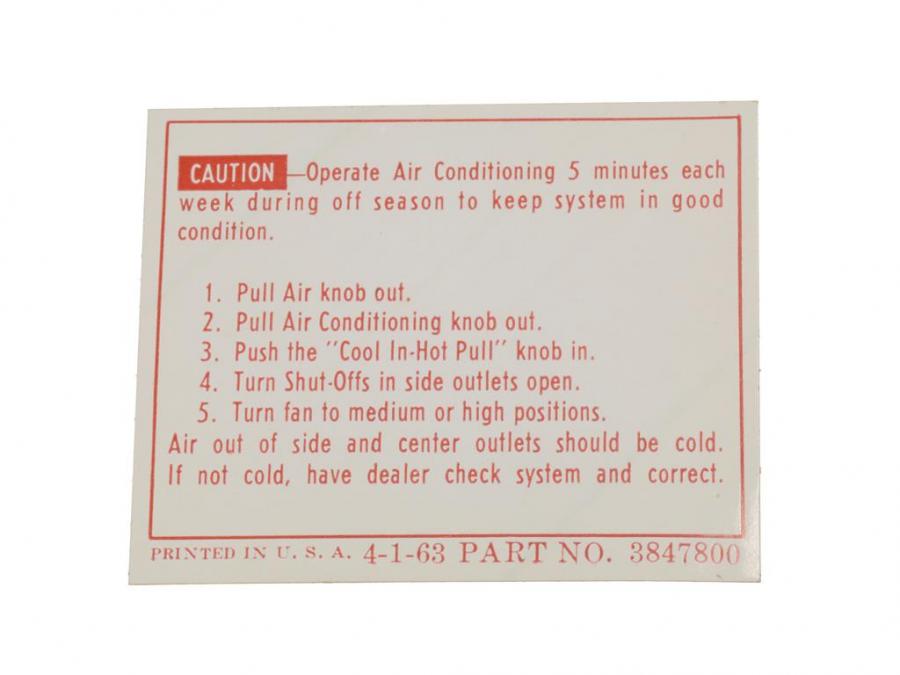 CAUTION—Operate Air Conditioning 5 minutes each
week during off season to keep system in good
condition.
1. Pull Air knob out.
2. Pull Air Conditioning knob out.
3. Push the "Cool In-Hot Pull" knob in.
4. Turn Shut-Offs in side outlets open.
5. Turn fan to medium or high positions.
Air out of side and center outlets should be cold.
If not cold, have dealer check system and correct.
PRINTED IN U. S. A. 4-1-63 PART NO. 3847800